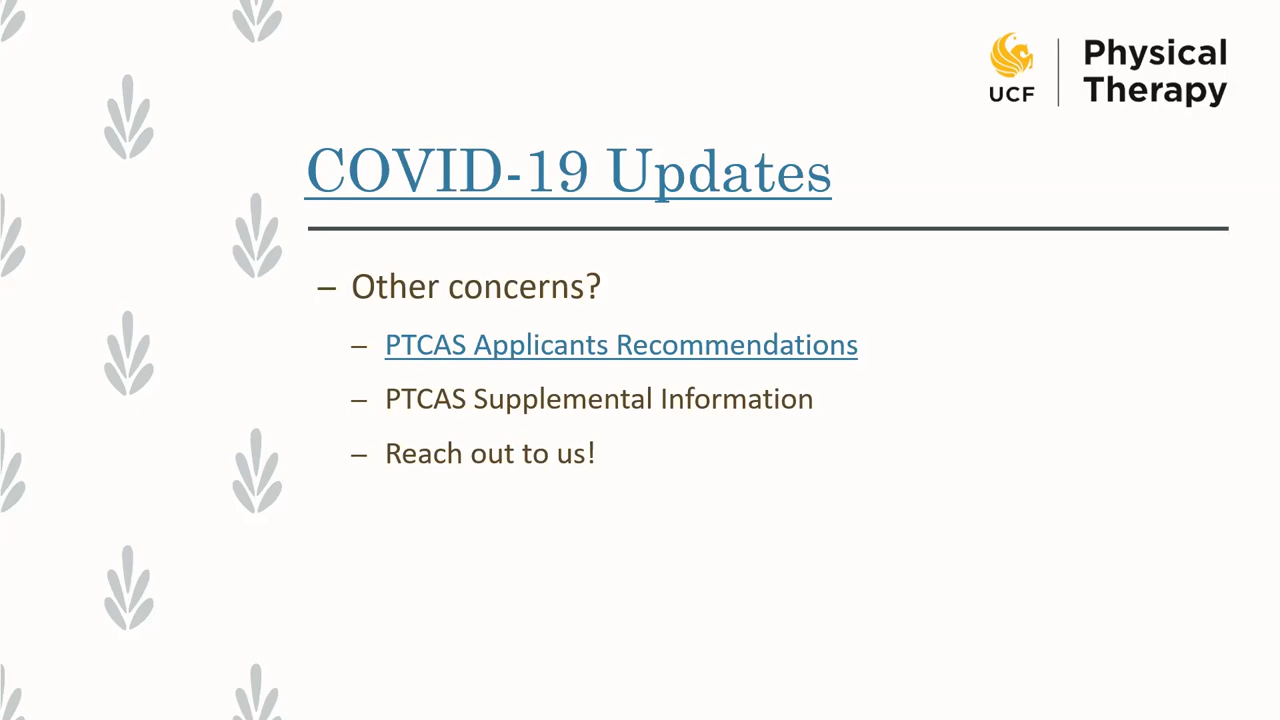 UCF
Physical
Therapy
COVID-19 Updates
– Other concerns?
– PTCAS Applicants Recommendations
– PTCAS Supplemental Information
– Reach out to us!